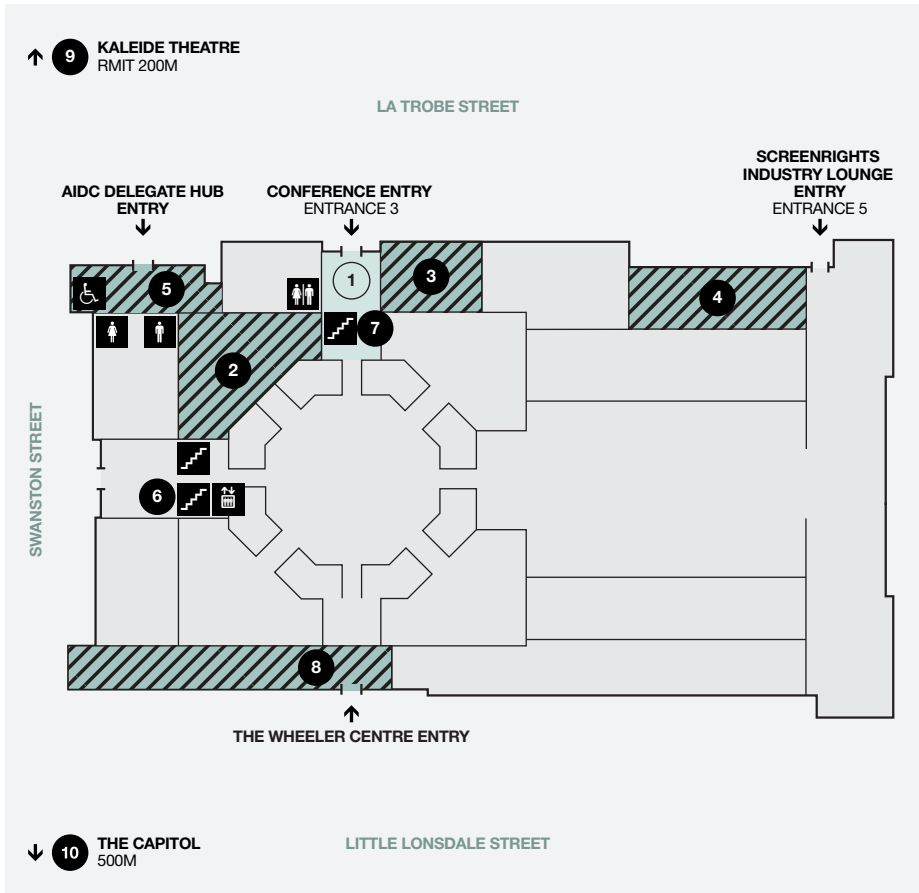 9
KALEIDE THEATRE
RMIT 200M
LA TROBE STREET
SCREENRIGHTS
INDUSTRY LOUNGE
ENTRY
ENTRANCE 5
AIDC DELEGATE HUB
ENTRY
CONFERENCE ENTRY
ENTRANCE 3
1
3
5
4
7
2
SWANSTON STREET
6
8
THE WHEELER CENTRE ENTRY
10
THE CAPITOL
500M
LITTLE LONSDALE STREET